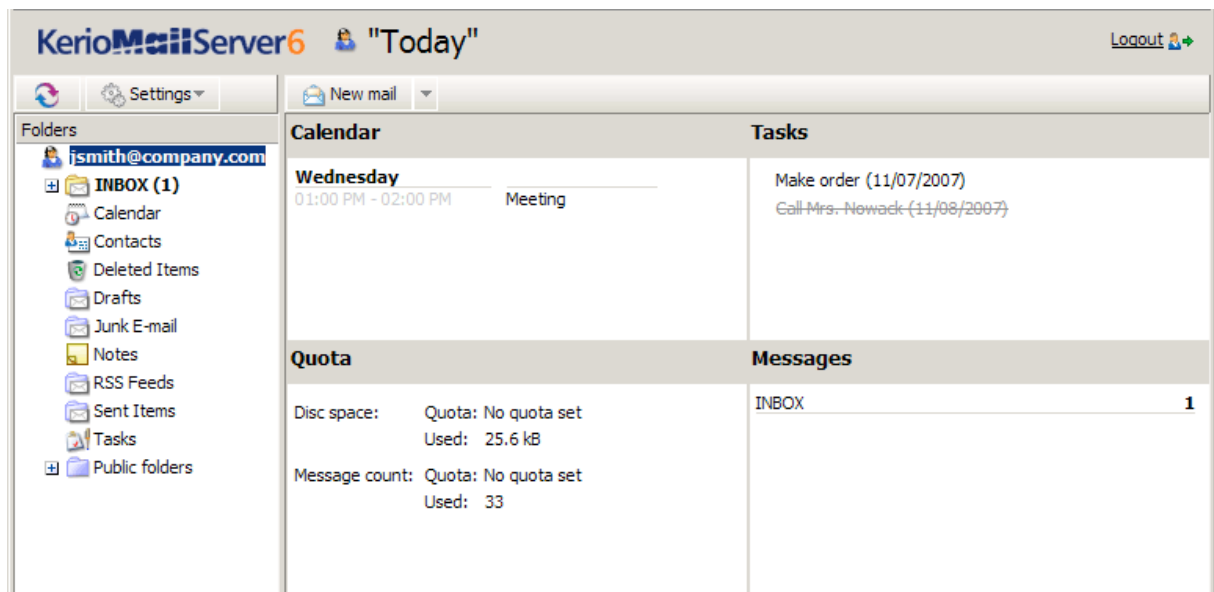 KerioMailServer6 "Today"
Logout
Settings
New mail
Folders
jsmith@company.com
INBOX (1)
Calendar
Contacts
Deleted Items
Drafts
Junk E-mail
Notes
RSS Feeds
Sent Items
Tasks
Public folders
Calendar
Wednesday
01:00 PM - 02:00 PM Meeting
Tasks
Make order (11/07/2007)
Call Mrs. Nowack (11/08/2007)
Quota
Disc space: Quota: No quota set
Used: 25.6 kB
Message count: Quota: No quota set
Used: 33
Messages
INBOX 1